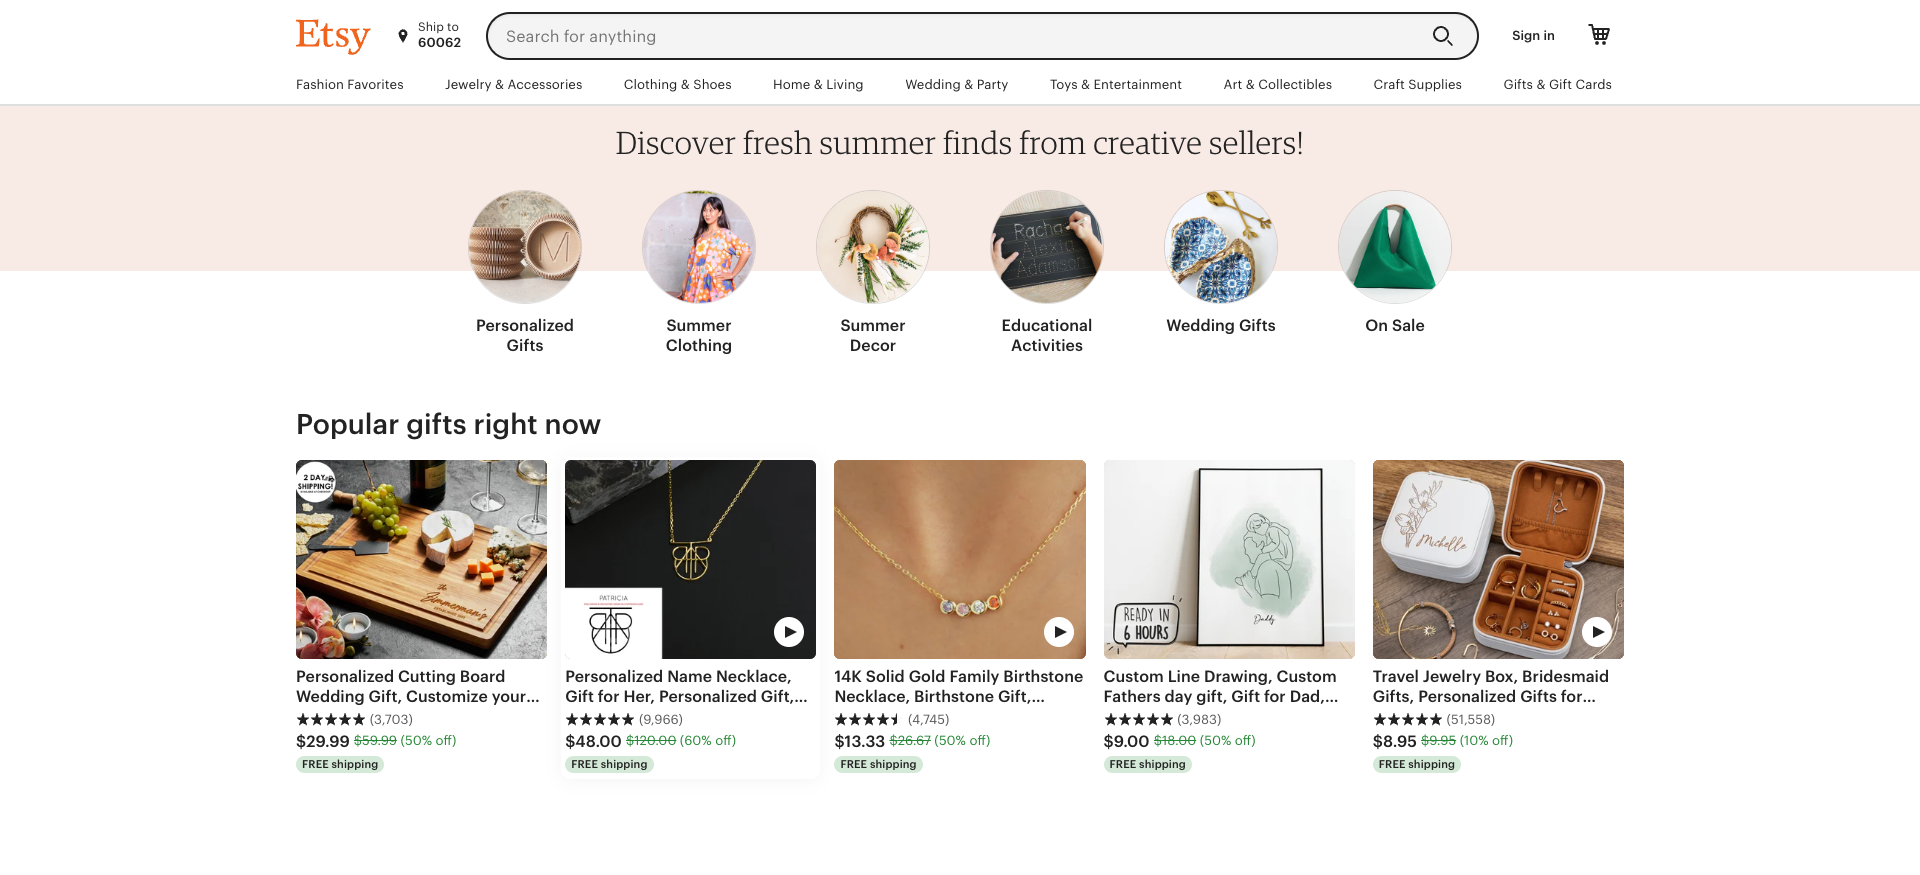 Etsy
Ship to
60062
Search for anything
Sign in
Fashion Favorites
Jewelry & Accessories
Clothing & Shoes
Home & Living
Wedding & Party
Toys & Entertainment
Art & Collectibles
Craft Supplies
Gifts & Gift Cards
Discover fresh summer finds from creative sellers!
M
Racha
Alexia
Adamson
Personalized
Gifts
Summer
Clothing
Summer
Decor
Educational
Activities
Wedding Gifts
On Sale
Popular gifts right now
2 DAY
SHIPPING!
the
Zimmerman's
PATRICIA
READY IN
6 HOURS
Daddy
Michelle
Personalized Cutting Board
Wedding Gift, Customize your...
(3,703)
$29.99 $59.99 (50% off)
FREE shipping
Personalized Name Necklace,
Gift for Her, Personalized Gift,...
(9,966)
$48.00 $120.00 (60% off)
FREE shipping
14K Solid Gold Family Birthstone
Necklace, Birthstone Gift,...
(4,745)
$13.33 $26.67 (50% off)
FREE shipping
Custom Line Drawing, Custom
Fathers day gift, Gift for Dad,...
(3,983)
$9.00 $18.00 (50% off)
FREE shipping
Travel Jewelry Box, Bridesmaid
Gifts, Personalized Gifts for...
(51,558)
$8.95 $9.95 (10% off)
FREE shipping